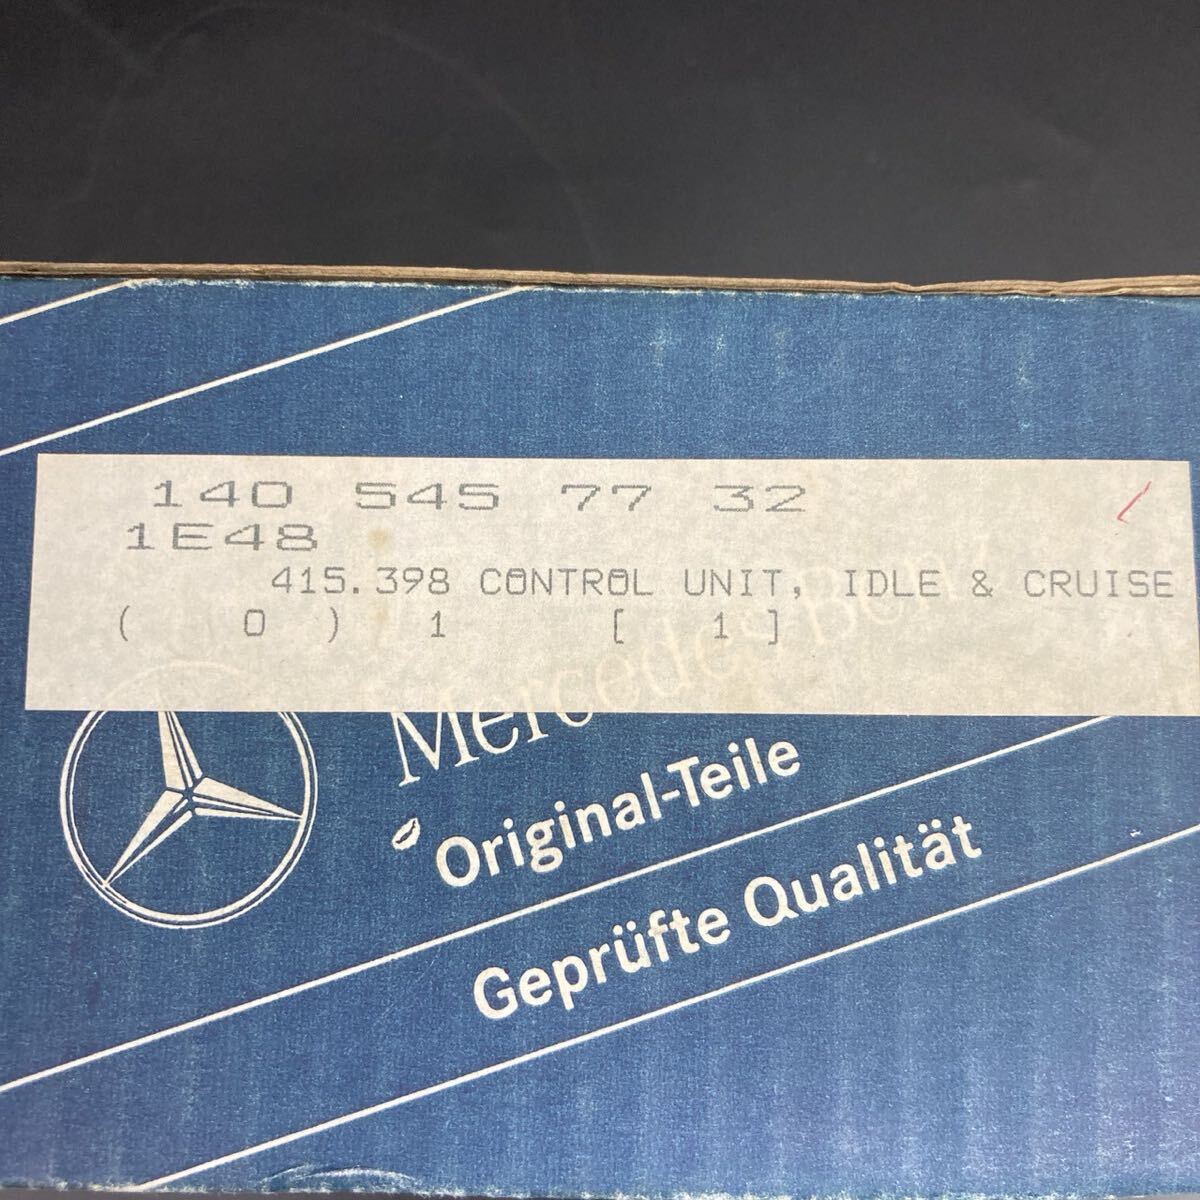 140 545 77 32
1E48
415.398 CONTROL UNIT, IDLE & CRUISE
( 0 ) 1 [ 1 ]
Mercedes-Benz
Original-Teile
Geprüfte Qualität